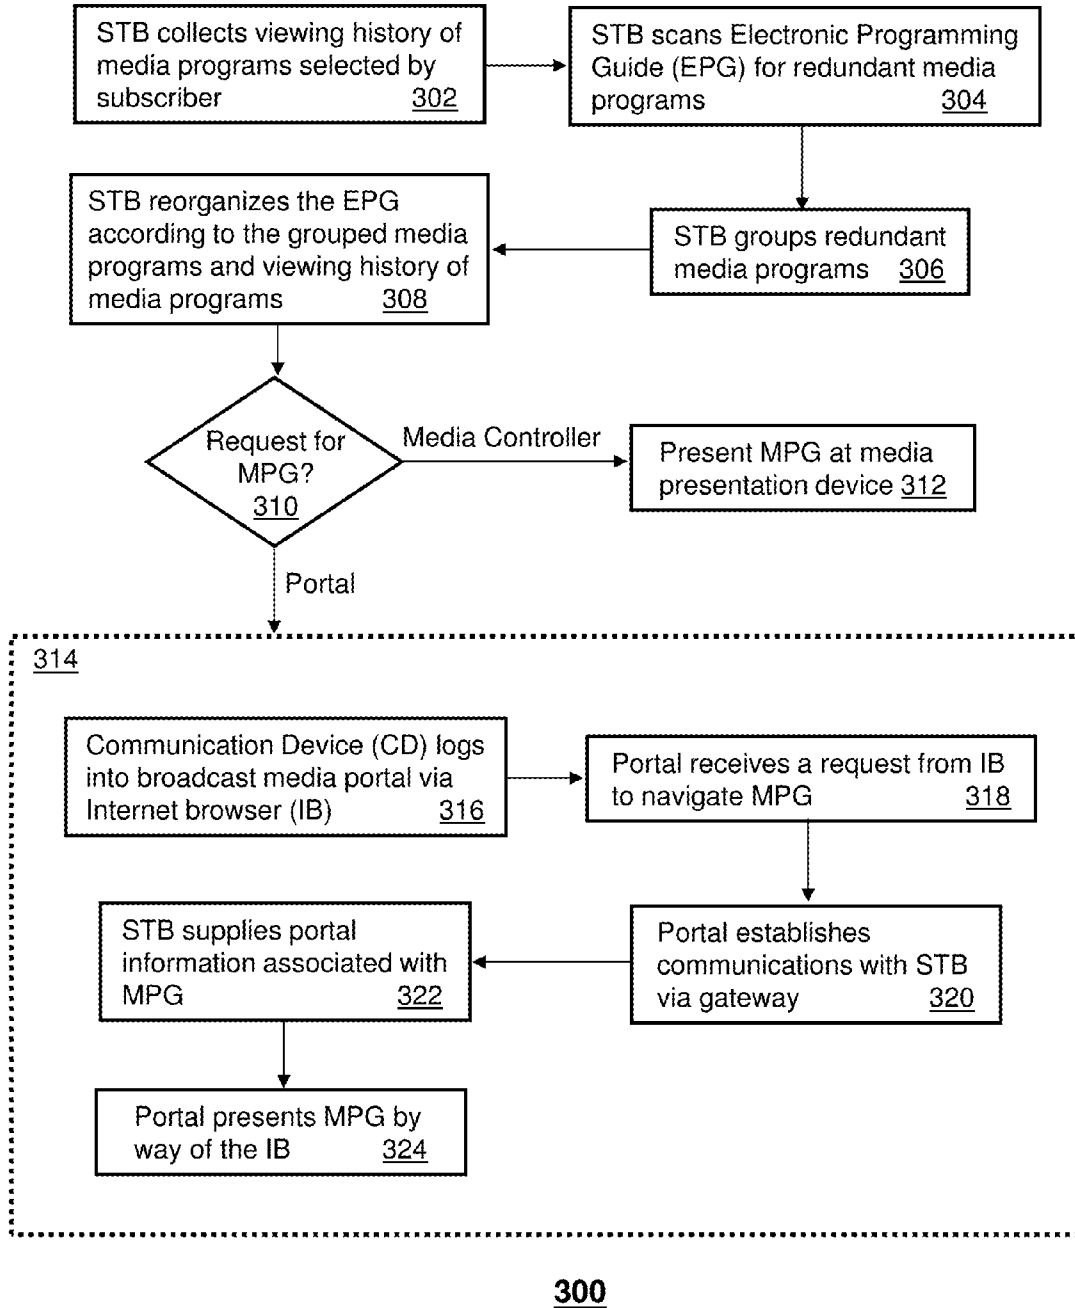 STB collects viewing history of
media programs selected by
subscriber 302
STB scans Electronic Programming
Guide (EPG) for redundant media
programs 304
STB reorganizes the EPG
according to the grouped media
programs and viewing history of
media programs 308
STB groups redundant
media programs 306
Request for
MPG?
310
Media Controller
Present MPG at media
presentation device 312
Portal
314
Communication Device (CD) logs
into broadcast media portal via
Internet browser (IB) 316
Portal receives a request from IB
to navigate MPG 318
STB supplies portal
information associated with
MPG 322
Portal establishes
communications with STB
via gateway 320
Portal presents MPG by
way of the IB 324
300